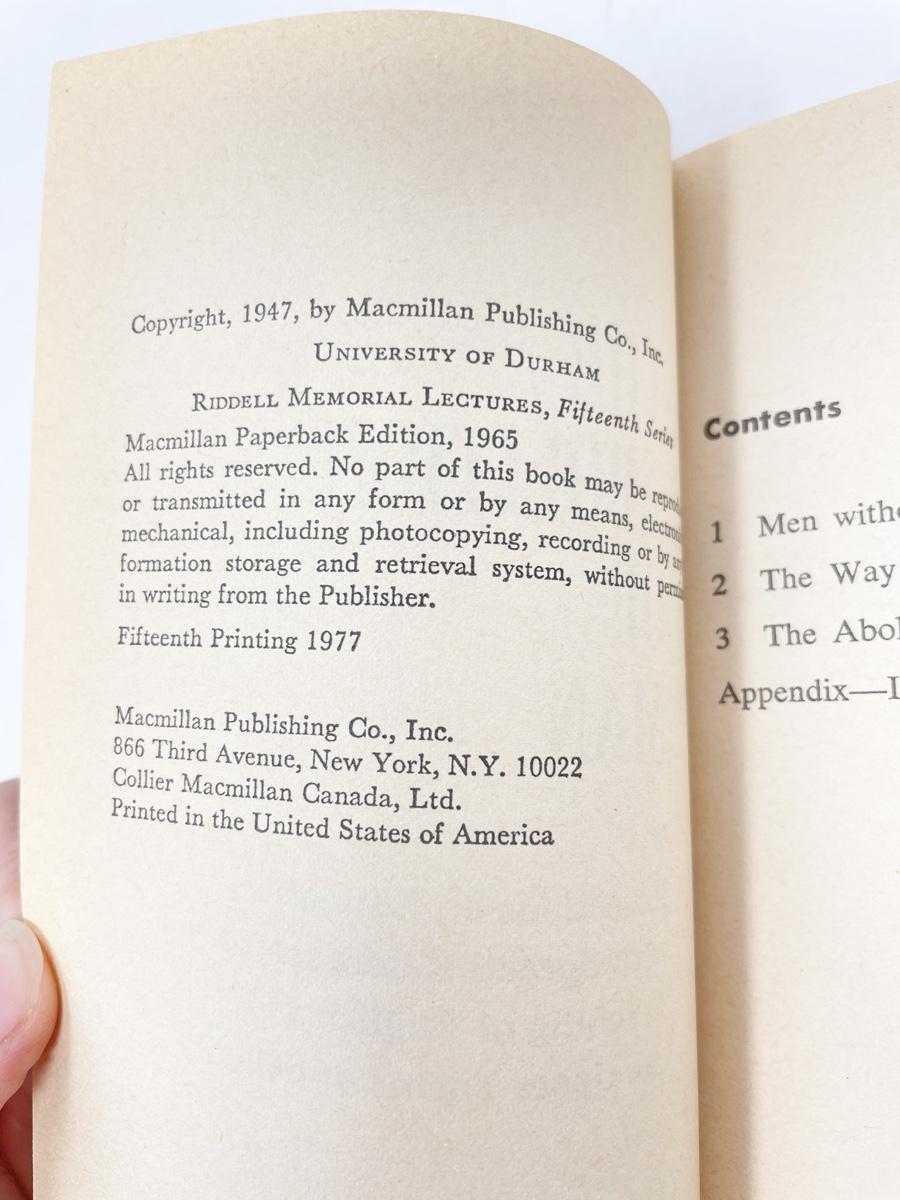 Copyright, 1947, by Macmillan Publishing Co., Inc.
UNIVERSITY OF DURHAM
RIDDELL MEMORIAL LECTURES, Fifteenth Series
Macmillan Paperback Edition, 1965
All rights reserved. No part of this book may be
or transmitted in any form or by any means,
mechanical, including photocopying, recording or by
formation storage and retrieval system, without
in writing from the Publisher.
Fifteenth Printing 1977
Macmillan Publishing Co., Inc.
866 Third Avenue, New York, N.Y. 10022
Collier Macmillan Canada, Ltd.
Printed in the United States of America
Contents
1 Men
2 The Way
3 The
Appendix—